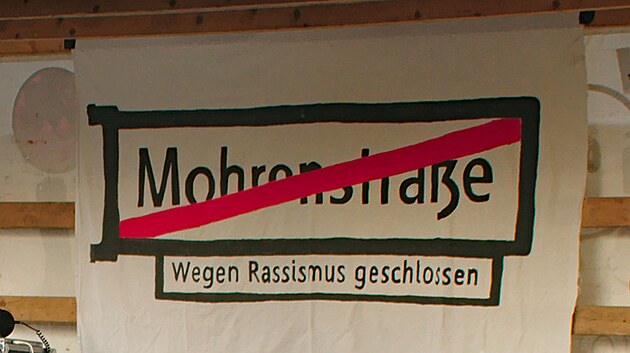 Mohrenstraße
Wegen Rassismus geschlossen